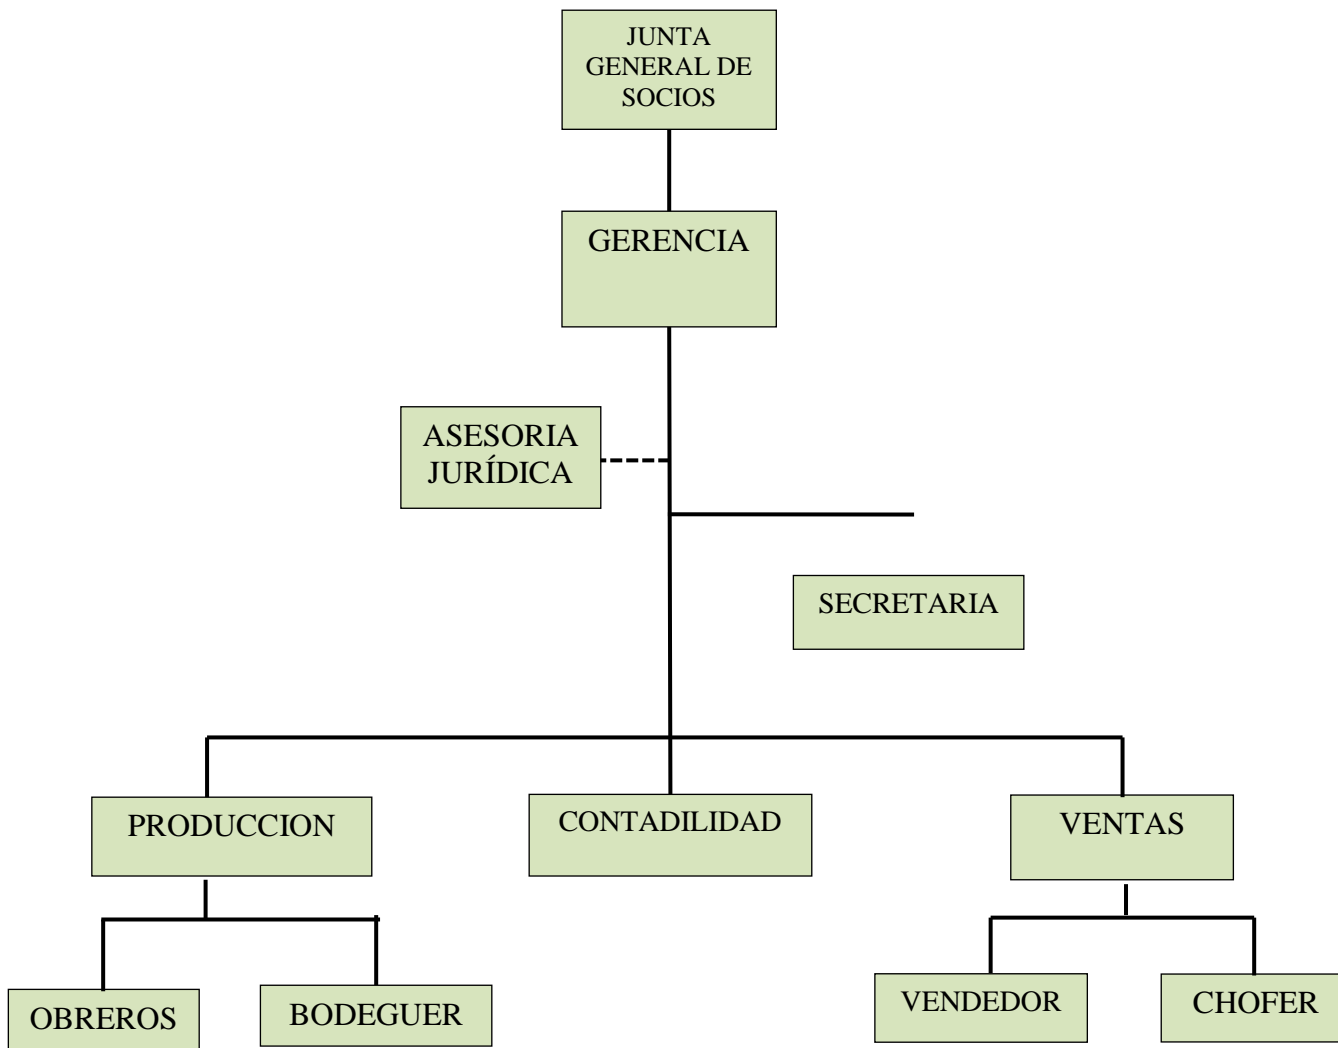 JUNTA
GENERAL DE
SOCIOS
GERENCIA
ASESORIA
JURÍDICA
SECRETARIA
PRODUCCION
CONTADILIDAD
VENTAS
OBREROS
BODEGUER
VENDEDOR
CHOFER